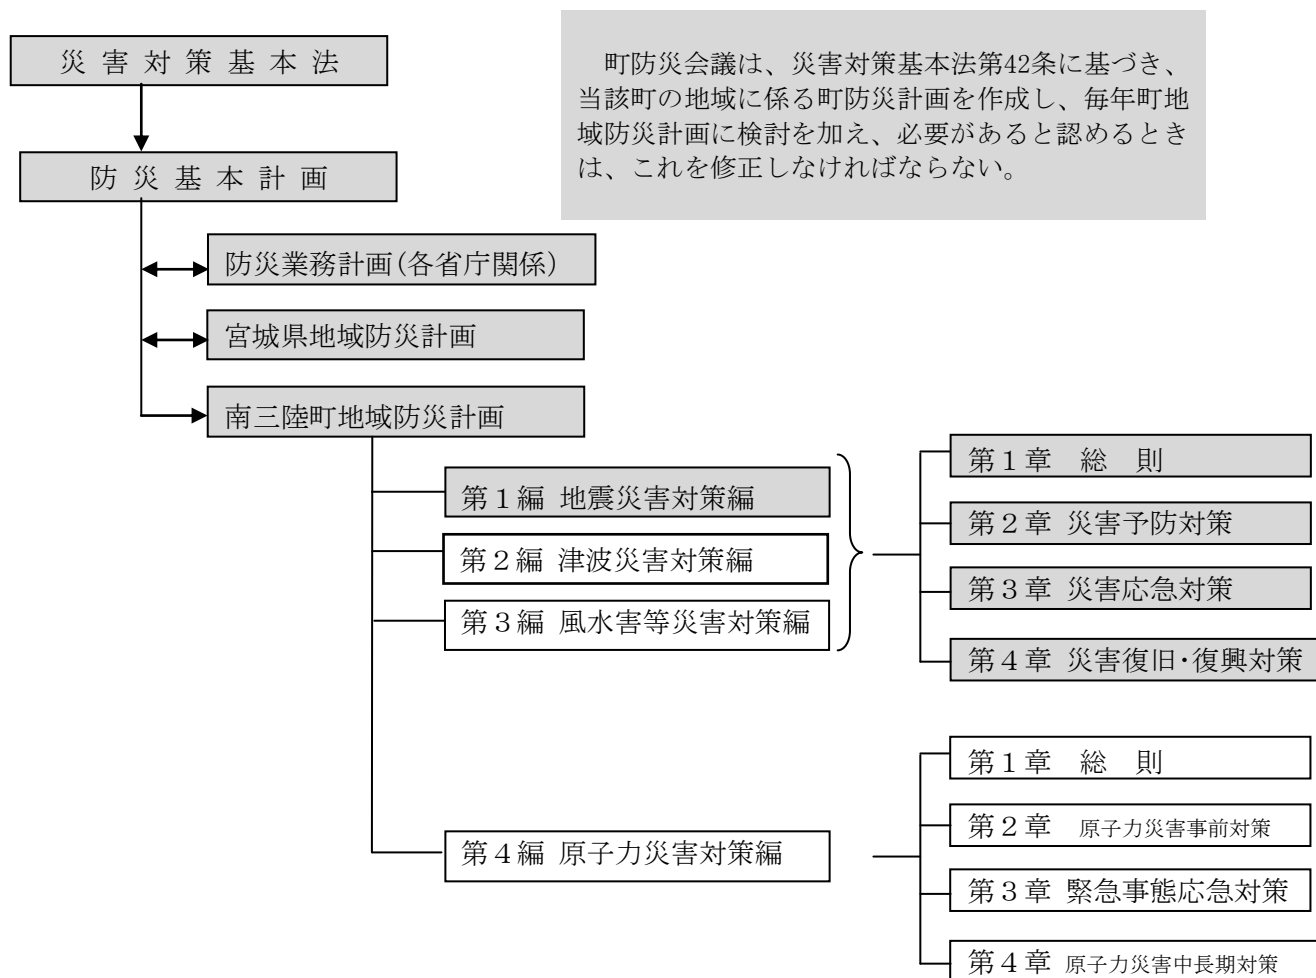 災 害 対 策 基 本 法
町防災会議は、災害対策基本法第42条に基づき、
当該町の地域に係る町防災計画を作成し、毎年町地
域防災計画に検討を加え、必要があると認めるとき
は、これを修正しなければならない。
防 災 基 本 計 画
防災業務計画(各省庁関係)
宮城県地域防災計画
南三陸町地域防災計画
第1編 地震災害対策編
第2編 津波災害対策編
第3編 風水害等災害対策編
第1章 総 則
第2章 災害予防対策
第3章 災害応急対策
第4章 災害復旧・復興対策
第4編 原子力災害対策編
第1章 総 則
第2章 原子力災害事前対策
第3章 緊急事態応急対策
第4章 原子力災害中長期対策